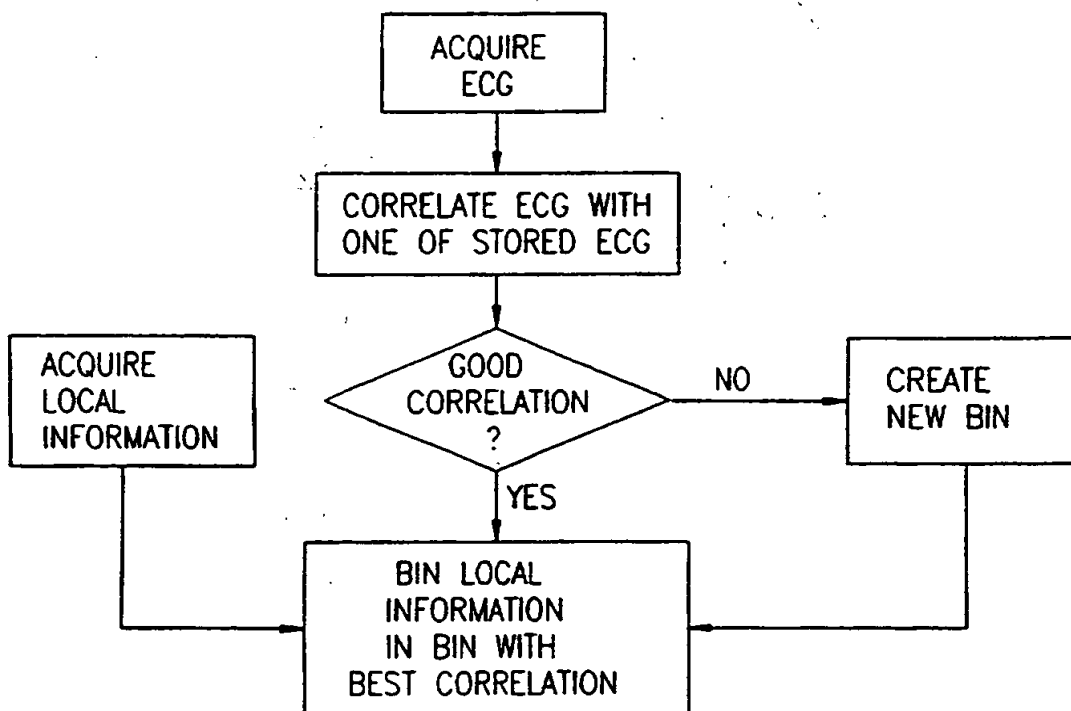 ACQUIRE
ECG
CORRELATE ECG WITH
ONE OF STORED ECG
ACQUIRE
LOCAL
INFORMATION
GOOD
CORRELATION
?
NO
CREATE
NEW BIN
YES
BIN LOCAL
INFORMATION
IN BIN WITH
BEST CORRELATION